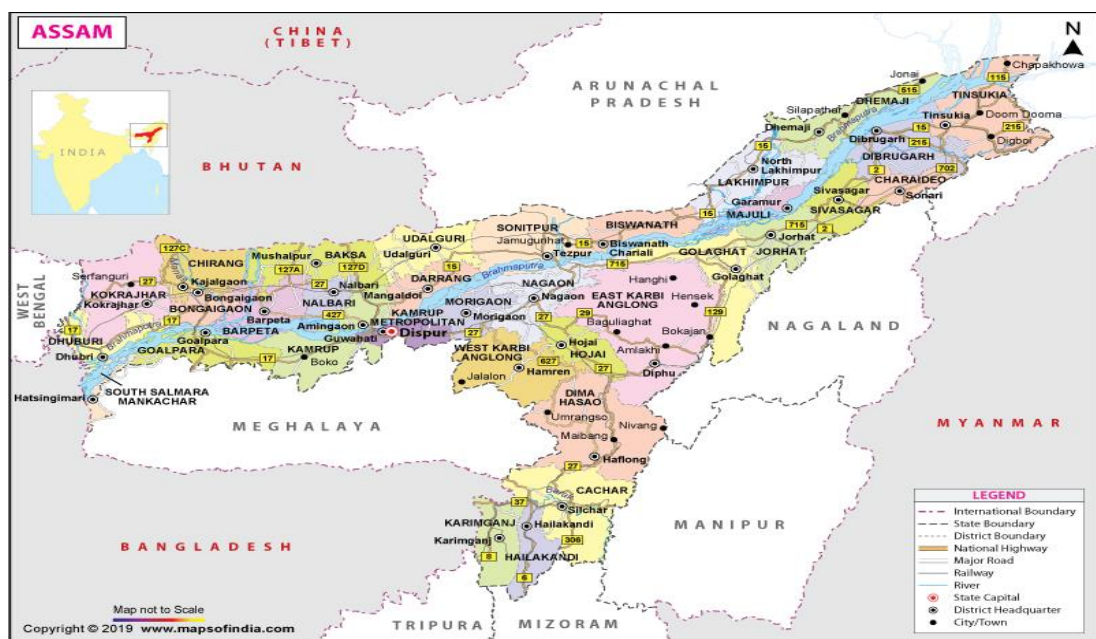 ASSAM
CHINA
(TIBET)
N
ARUNACHAL
PRADESH
INDIA
BHUTAN
WEST
BENGAL
Chapakhowa
Jonai
515
115
DHEMAJI
TINSUKIA
Silapathar
Brahmaputra
Tinsukia
Doom Dooma
Dhemaji
15
215
Dibrugarh
215
Digboi
15
DIBRUGARH
North
Lakhimpur
2
702
LAKHIMPUR
CHARAIDEO
Garamur
Sivasagar
Sonari
MAJULI
SIVASAGAR
15
715
2
Jorhat
JORHAT
SONITPUR
BISWANATH
Jamugurihat
15
Biswanath
Chariali
GOLAGHAT
UDALGURI
Udalguri
Tezpur
715
Golaghat
127C
CHIRANG
Mushalpur
BAKSA
127A
127D
15
Brahmaputra
DARRANG
NAGAON
Hanghi
Serfanguri
27
Manas
Kajalgaon
27
Nalbari
Mangaldoi
MORIGAON
Nagaon
EAST KARBI
ANGLONG
Hensek
KOKRAJHAR
Kokrajhar
Bongaigaon
NALBARI
BONGAIGAON
Barpeta
427
KAMRUP
METROPOLITAN
Morigaon
27
29
129
Baguliaghat
Bokajan
17
Brahmaputra
17
BARPETA
Amingaon
Guwahati
Dispur
27
Hojai
HOJAI
Amlakhi
DHUBURI
Goalpara
Dhubri
GOALPARA
17
KAMRUP
Boko
WEST KARBI
ANGLONG
627
27
Diphu
Hamren
Jalalon
NAGALAND
SOUTH SALMARA
MANKACHAR
Hatsingimari
DIMA
HASAO
Umrangso
Nivang
Maibang
MEGHALAYA
MYANMAR
27
Haflong
CACHAR
37
Barak
Silchar
KARIMGANJ
Hailakandi
Karimganj
306
8
HAILAKANDI
6
MANIPUR
BANGLADESH
TRIPURA
MIZORAM
LEGEND
International Boundary
State Boundary
District Boundary
National Highway
Major Road
Railway
River
State Capital
District Headquarter
City/Town
Map not to Scale
Copyright © 2019 www.mapsofindia.com